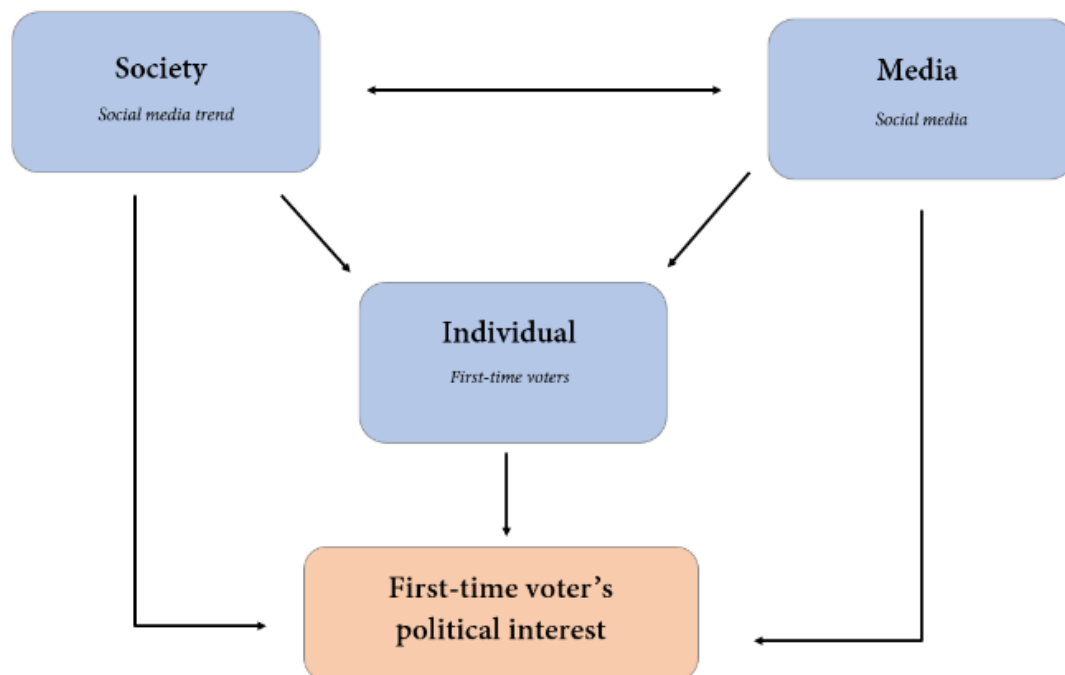 Society
Social media trend
Media
Social media
Individual
First-time voters
First-time voter’s
political interest